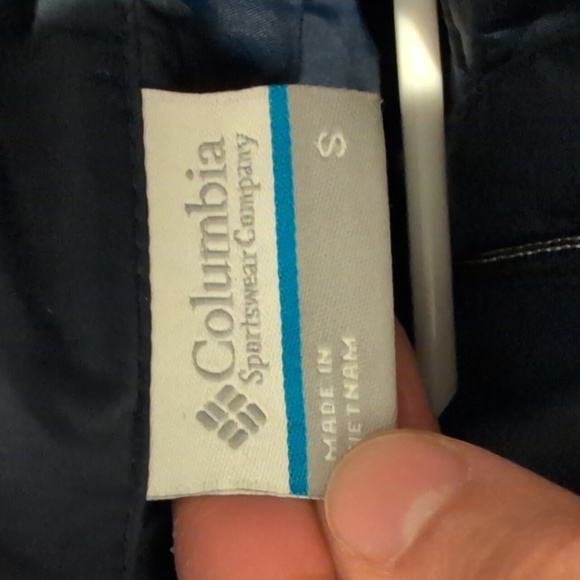 Columbia
Sportswear Company
S
MADE IN
VIETNAM